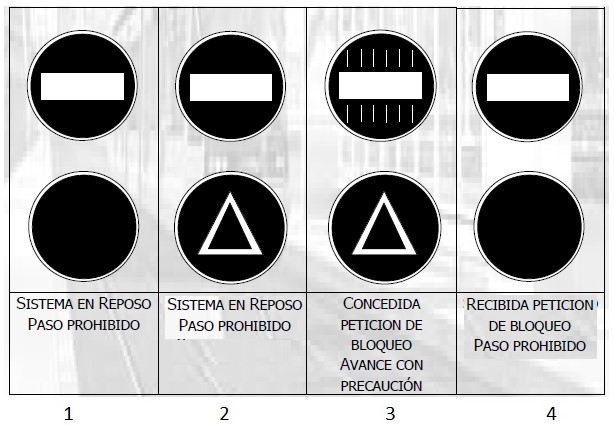 SISTEMA EN REPOSO
PASO PROHIBIDO
SISTEMA EN REPOSO
PASO PROHIBIDO
CONCEDIDA
PETICION DE
BLOQUEO
AVANCE CON
PRECAUCIÓN
RECIBIDA PETICION
DE BLOQUEO
PASO PROHIBIDO
1
2
3
4